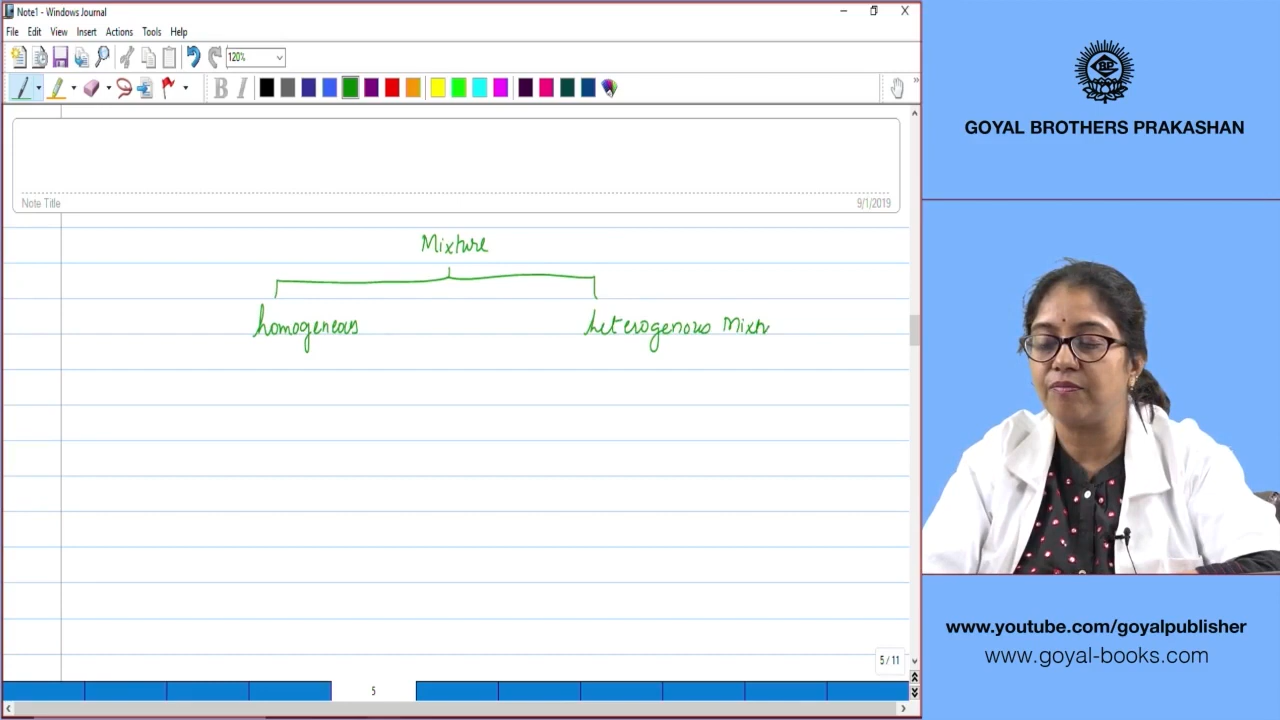 Note1 - Windows Journal
File Edit View Insert Actions Tools Help
120%
B I
Note Title
9/1/2019
Mixture
homogeneous
heterogenous Mixtr
5 / 11
5
GBP
GOYAL BROTHERS PRAKASHAN
www.youtube.com/goyalpublisher
www.goyal-books.com